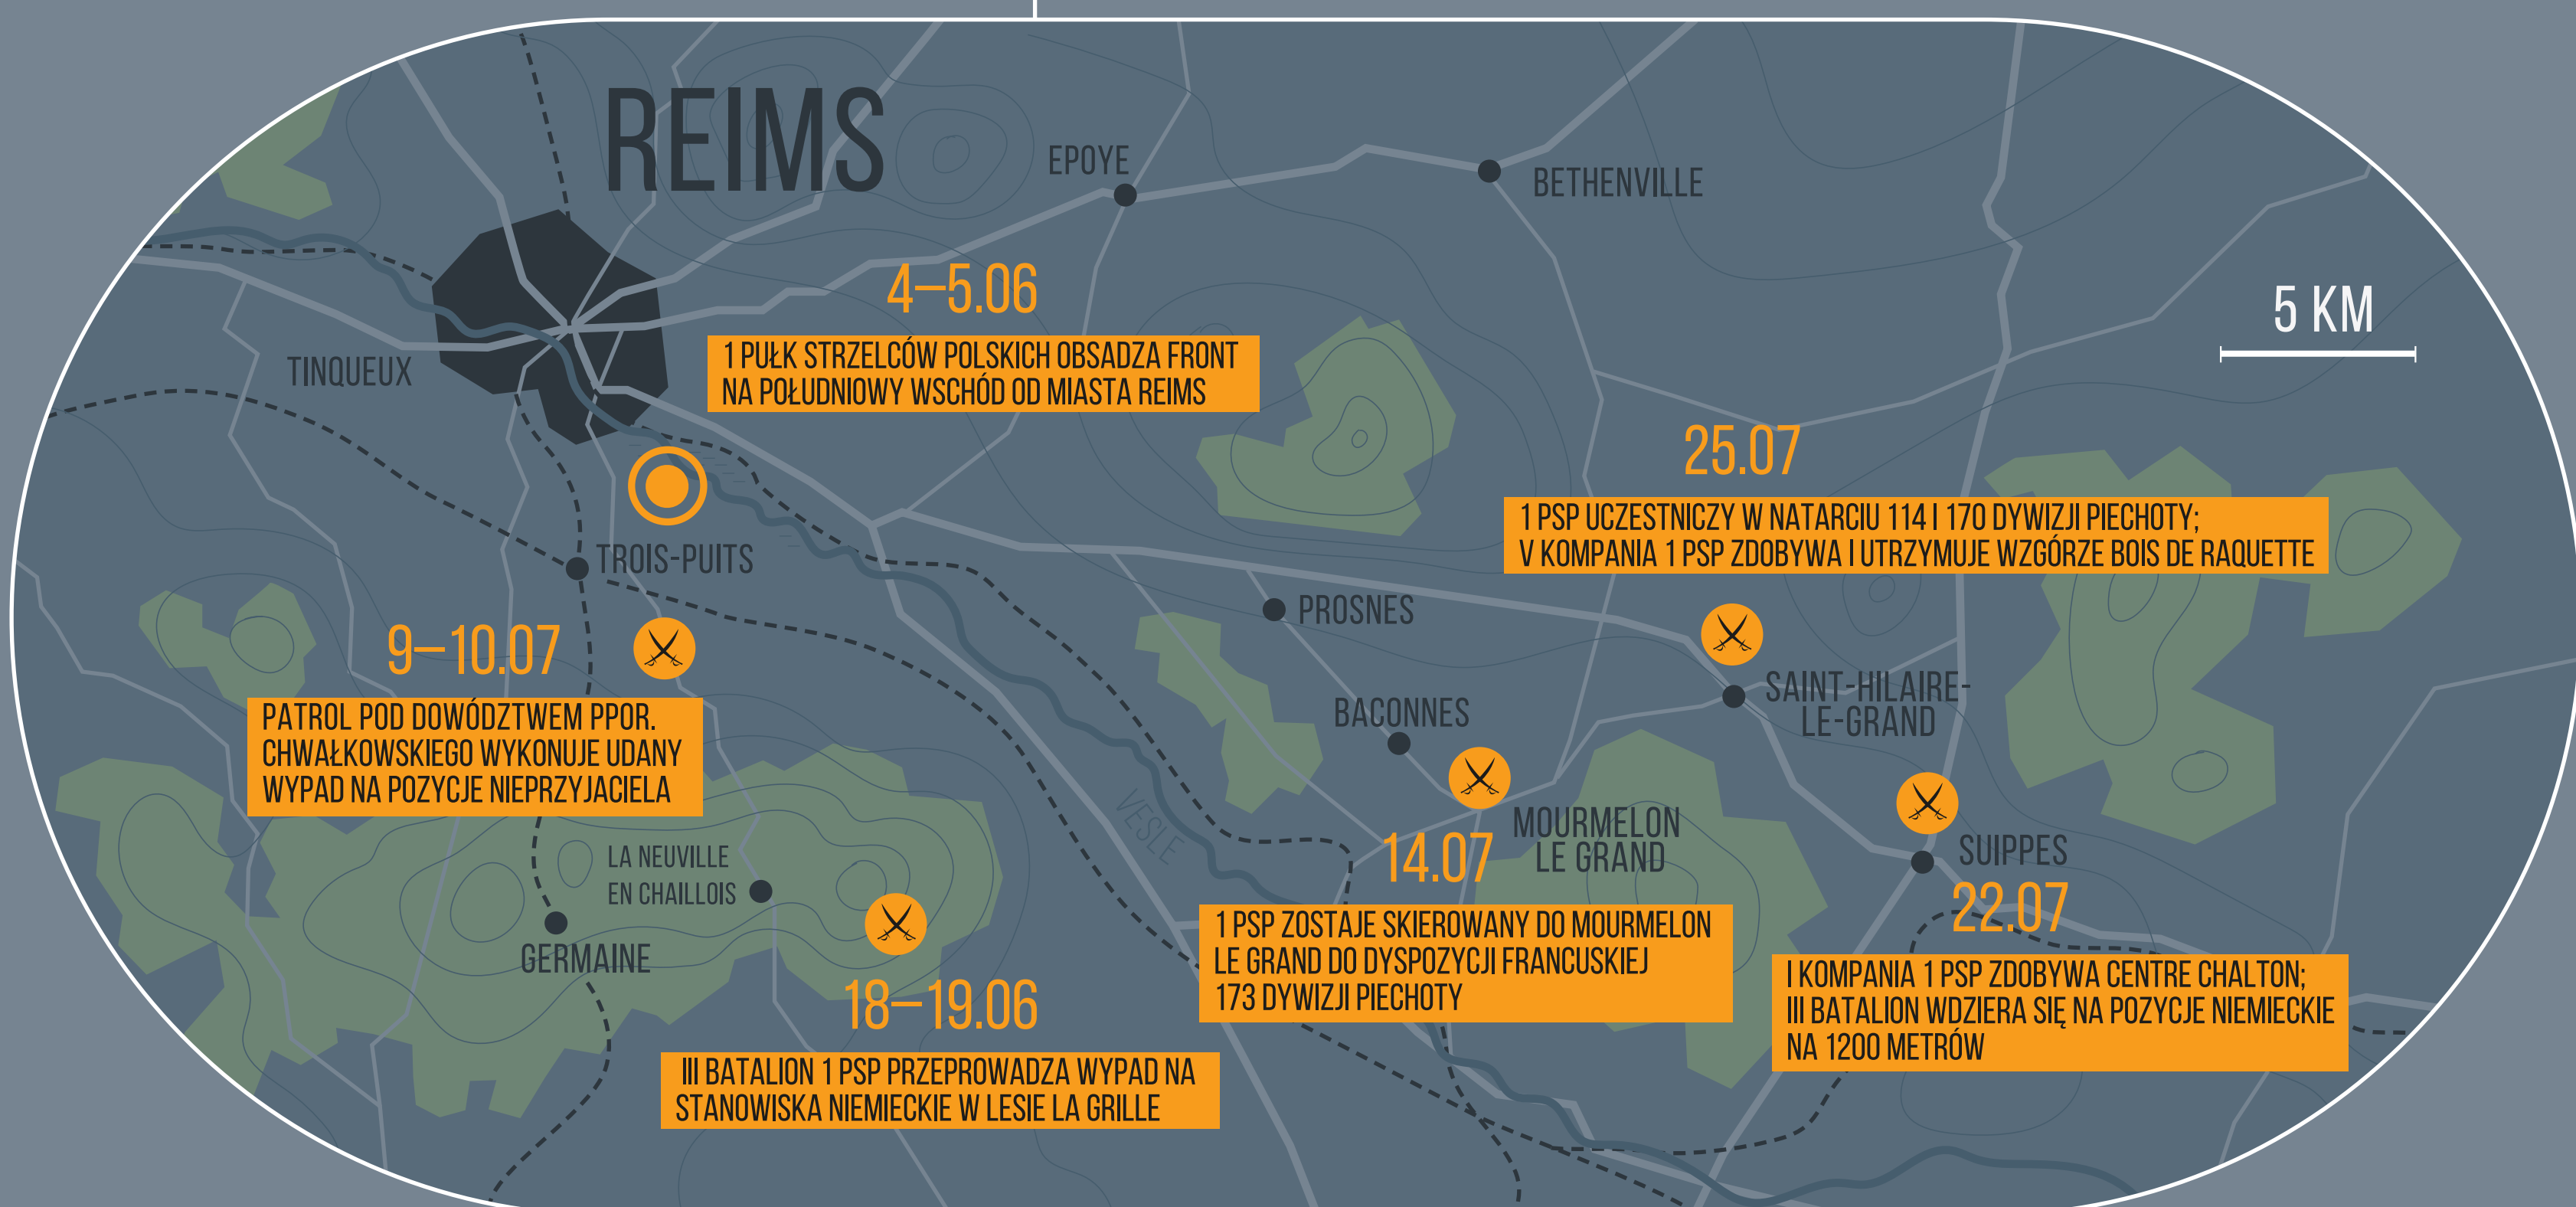 REIMS
EPOYE
BETHENVILLE
4–5.06
1 PUŁK STRZELCÓW POLSKICH OBSADZA FRONT
NA POŁUDNIOWY WSCHÓD OD MIASTA REIMS
5 KM
TINQUEUX
25.07
1 PSP UCZESTNICZY W NATARCIU 114 I 170 DYWIZJI PIECHOTY;
V KOMPANIA 1 PSP ZDOBYWA I UTRZYMUJE WZGÓRZE BOIS DE RAQUETTE
TROIS-PUITS
PROSNES
9–10.07
PATROL POD DOWÓDZTWEM PPOR.
CHWAŁKOWSKIEGO WYKONUJE UDANY
WYPAD NA POZYCJE NIEPRZYJACIELA
BACONNES
SAINT-HILAIRE-
LE-GRAND
VESLE
MOURMELON
LE GRAND
14.07
1 PSP ZOSTAJE SKIEROWANY DO MOURMELON
LE GRAND DO DYSPOZYCJI FRANCUSKIEJ
173 DYWIZJI PIECHOTY
SUIPPES
22.07
I KOMPANIA 1 PSP ZDOBYWA CENTRE CHALTON;
III BATALION WDZIERA SIĘ NA POZYCJE NIEMIECKIE
NA 1200 METRÓW
LA NEUVILLE
EN CHAILLOIS
GERMAINE
18–19.06
III BATALION 1 PSP PRZEPROWADZA WYPAD NA
STANOWISKA NIEMIECKIE W LESIE LA GRILLE